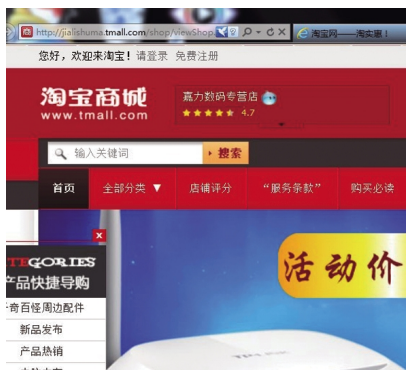 http://jialishuma.tmall.com/shop/viewShop.
淘宝网——淘实惠！
您好，欢迎来淘宝！请登录 免费注册
淘宝商城
www.tmall.com
嘉力数码专营店
4.7
输入关键词
搜索
首页 全部分类 ▼ 店铺评分 “服务条款” 购买必读
TEGORIES
产品快捷导购
奇百怪周边配件
新品发布
产品热销
活动价
TP-LINK